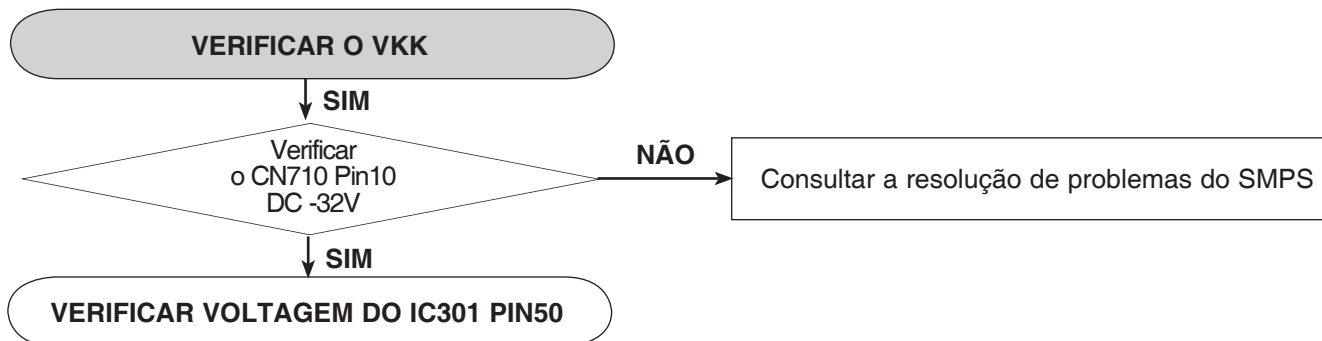 VERIFICAR O VKK
SIM
Verificar
o CN710 Pin10
DC -32V
NÃO
Consultar a resolução de problemas do SMPS
SIM
VERIFICAR VOLTAGEM DO IC301 PIN50